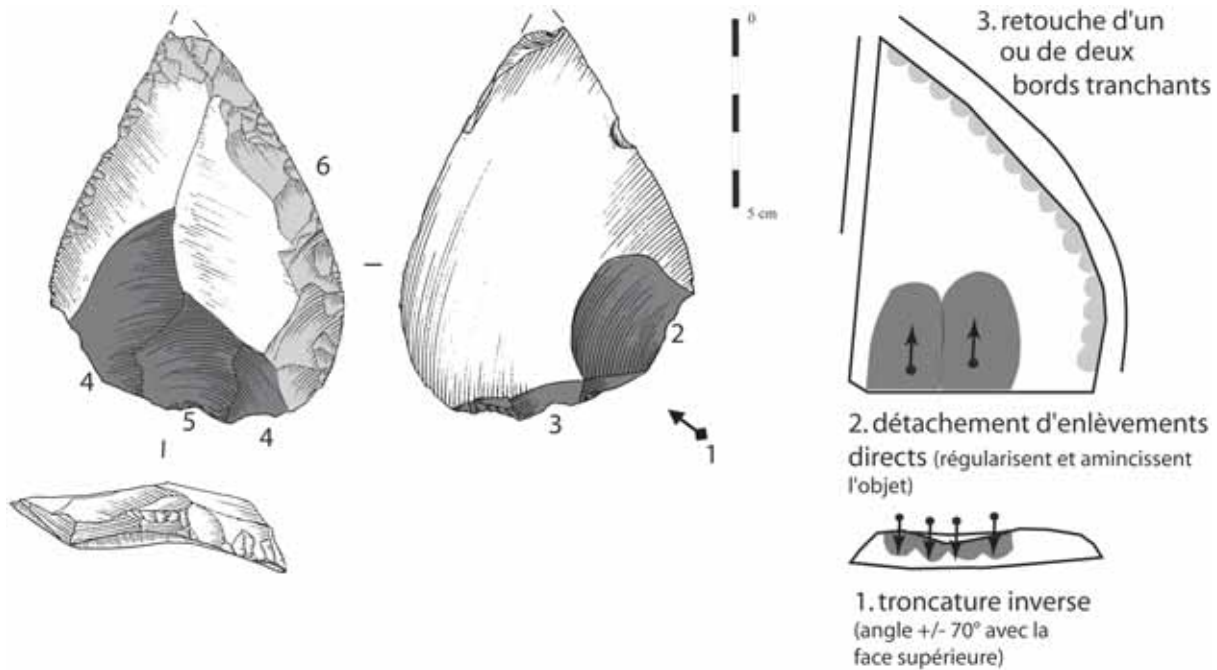 6
4
5
4
2
3
1
0
5 cm
3. retouche d'un
ou de deux
bords tranchants
2. détachement d'enlèvements
directs (régularisent et amincissent
l'objet)
1. troncature inverse
(angle +/- 70° avec la
face supérieure)